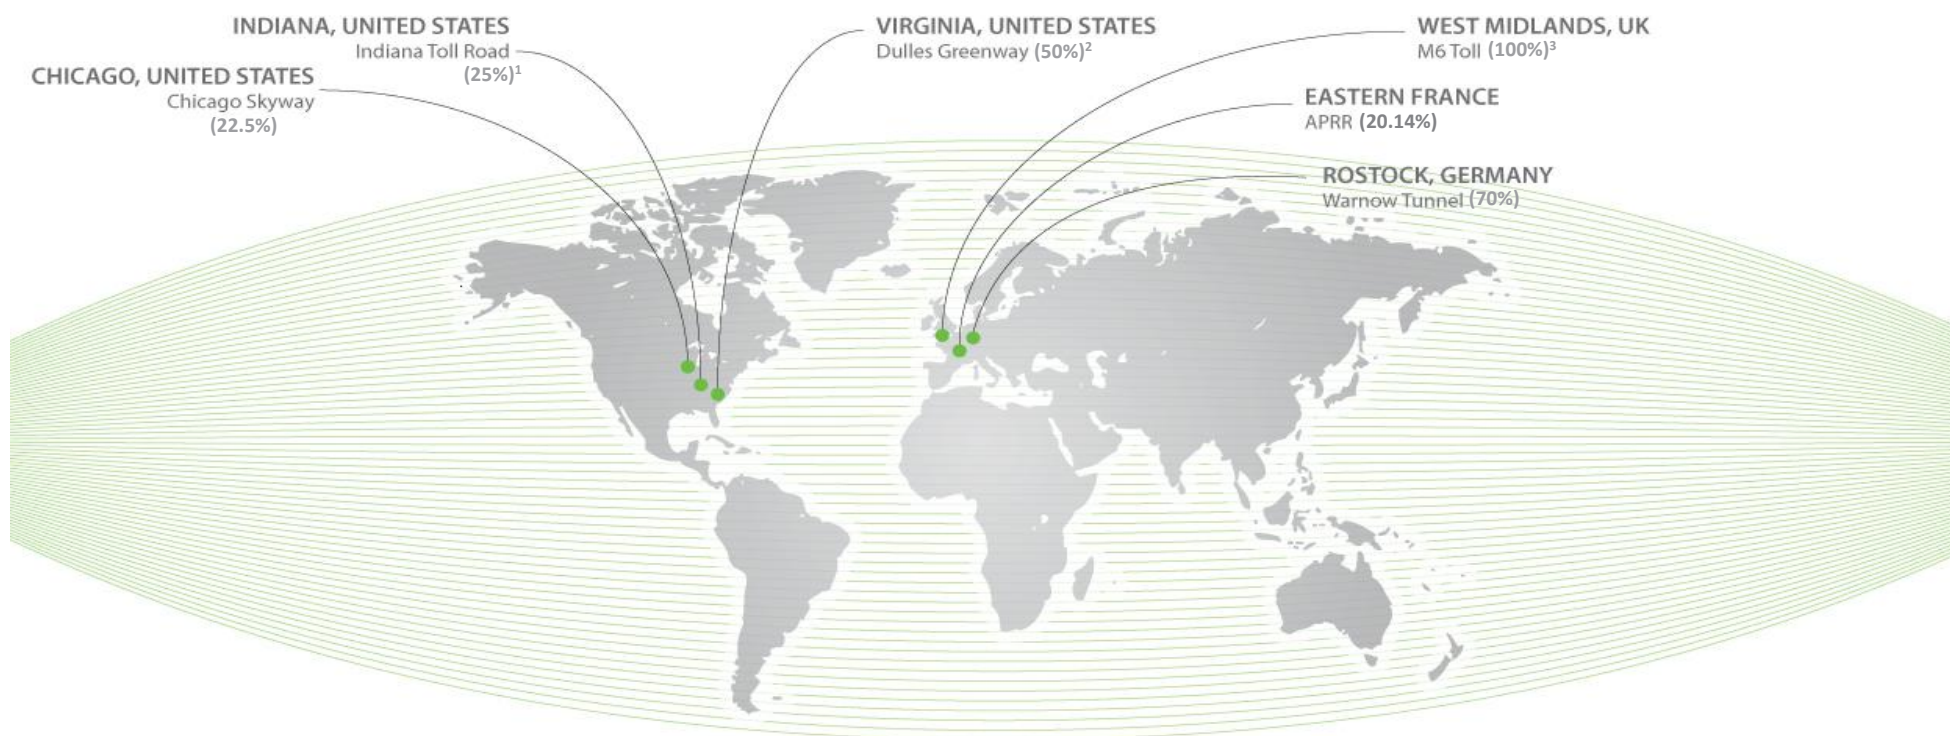 INDIANA, UNITED STATES
Indiana Toll Road
(25%)¹
CHICAGO, UNITED STATES
Chicago Skyway
(22.5%)
VIRGINIA, UNITED STATES
Dulles Greenway (50%)²
WEST MIDLANDS, UK
M6 Toll (100%)³
EASTERN FRANCE
APRR (20.14%)
ROSTOCK, GERMANY
Warnow Tunnel (70%)